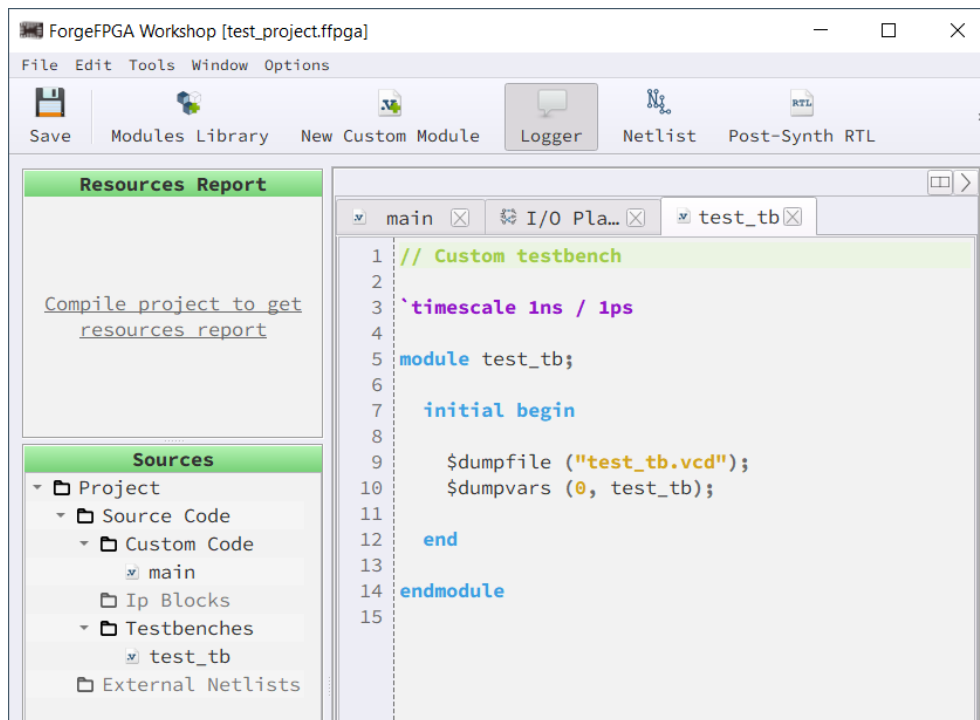 ForgeFPGA Workshop [test_project.ffpga]
File Edit Tools Window Options
Save Modules Library New Custom Module Logger Netlist RTL Post-Synth RTL
Resources Report
Compile project to get
resources report
Sources
Project
Source Code
Custom Code
main
Ip Blocks
Testbenches
test_tb
External Netlists
main I/O Pla… test_tb
1 // Custom testbench
2
3 `timescale 1ns / 1ps
4
5 module test_tb;
6
7 initial begin
8
9 $dumpfile ("test_tb.vcd");
10 $dumpvars (0, test_tb);
11
12 end
13
14 endmodule
15